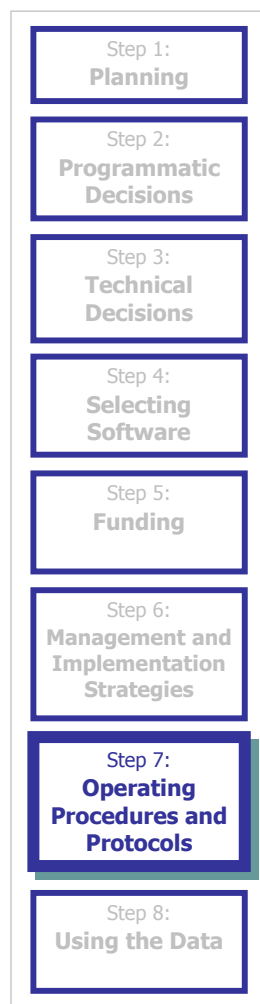 Step 1:
Planning
Step 2:
Programmatic
Decisions
Step 3:
Technical
Decisions
Step 4:
Selecting
Software
Step 5:
Funding
Step 6:
Management and
Implementation
Strategies
Step 7:
Operating
Procedures and
Protocols
Step 8:
Using the Data